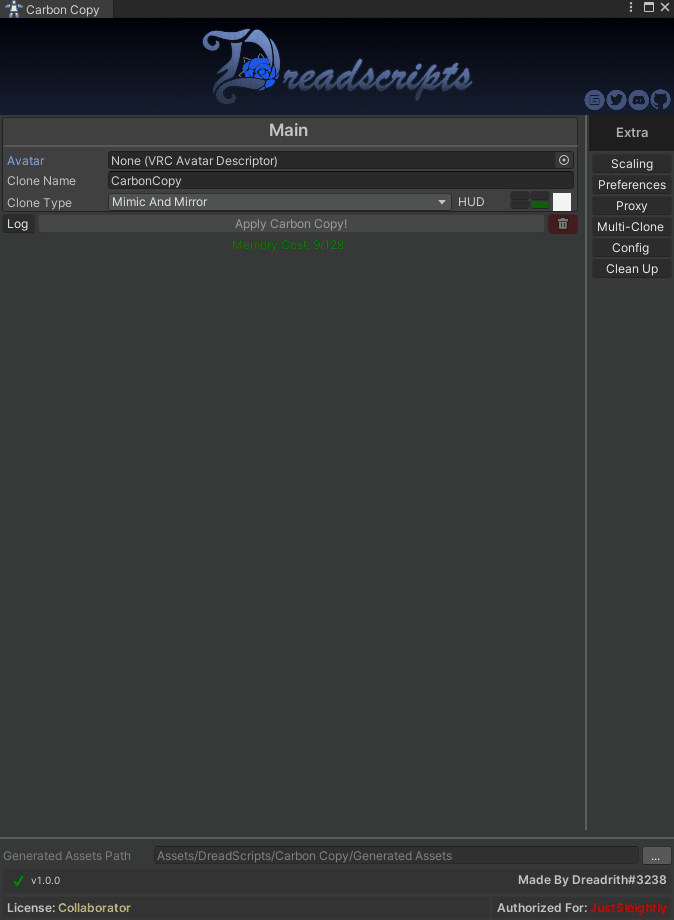 Carbon Copy
Dreadscripts
Main
Avatar None (VRC Avatar Descriptor)
Clone Name CarbonCopy
Clone Type Mimic And Mirror HUD
Log Apply Carbon Copy!
Memory Cost: 9/128
Extra
Scaling
Preferences
Proxy
Multi-Clone
Config
Clean Up
Generated Assets Path Assets/DreadScripts/Carbon Copy/Generated Assets ...
v1.0.0 Made By Dreadrith#3238
License: Collaborator Authorized For: JustSleightly